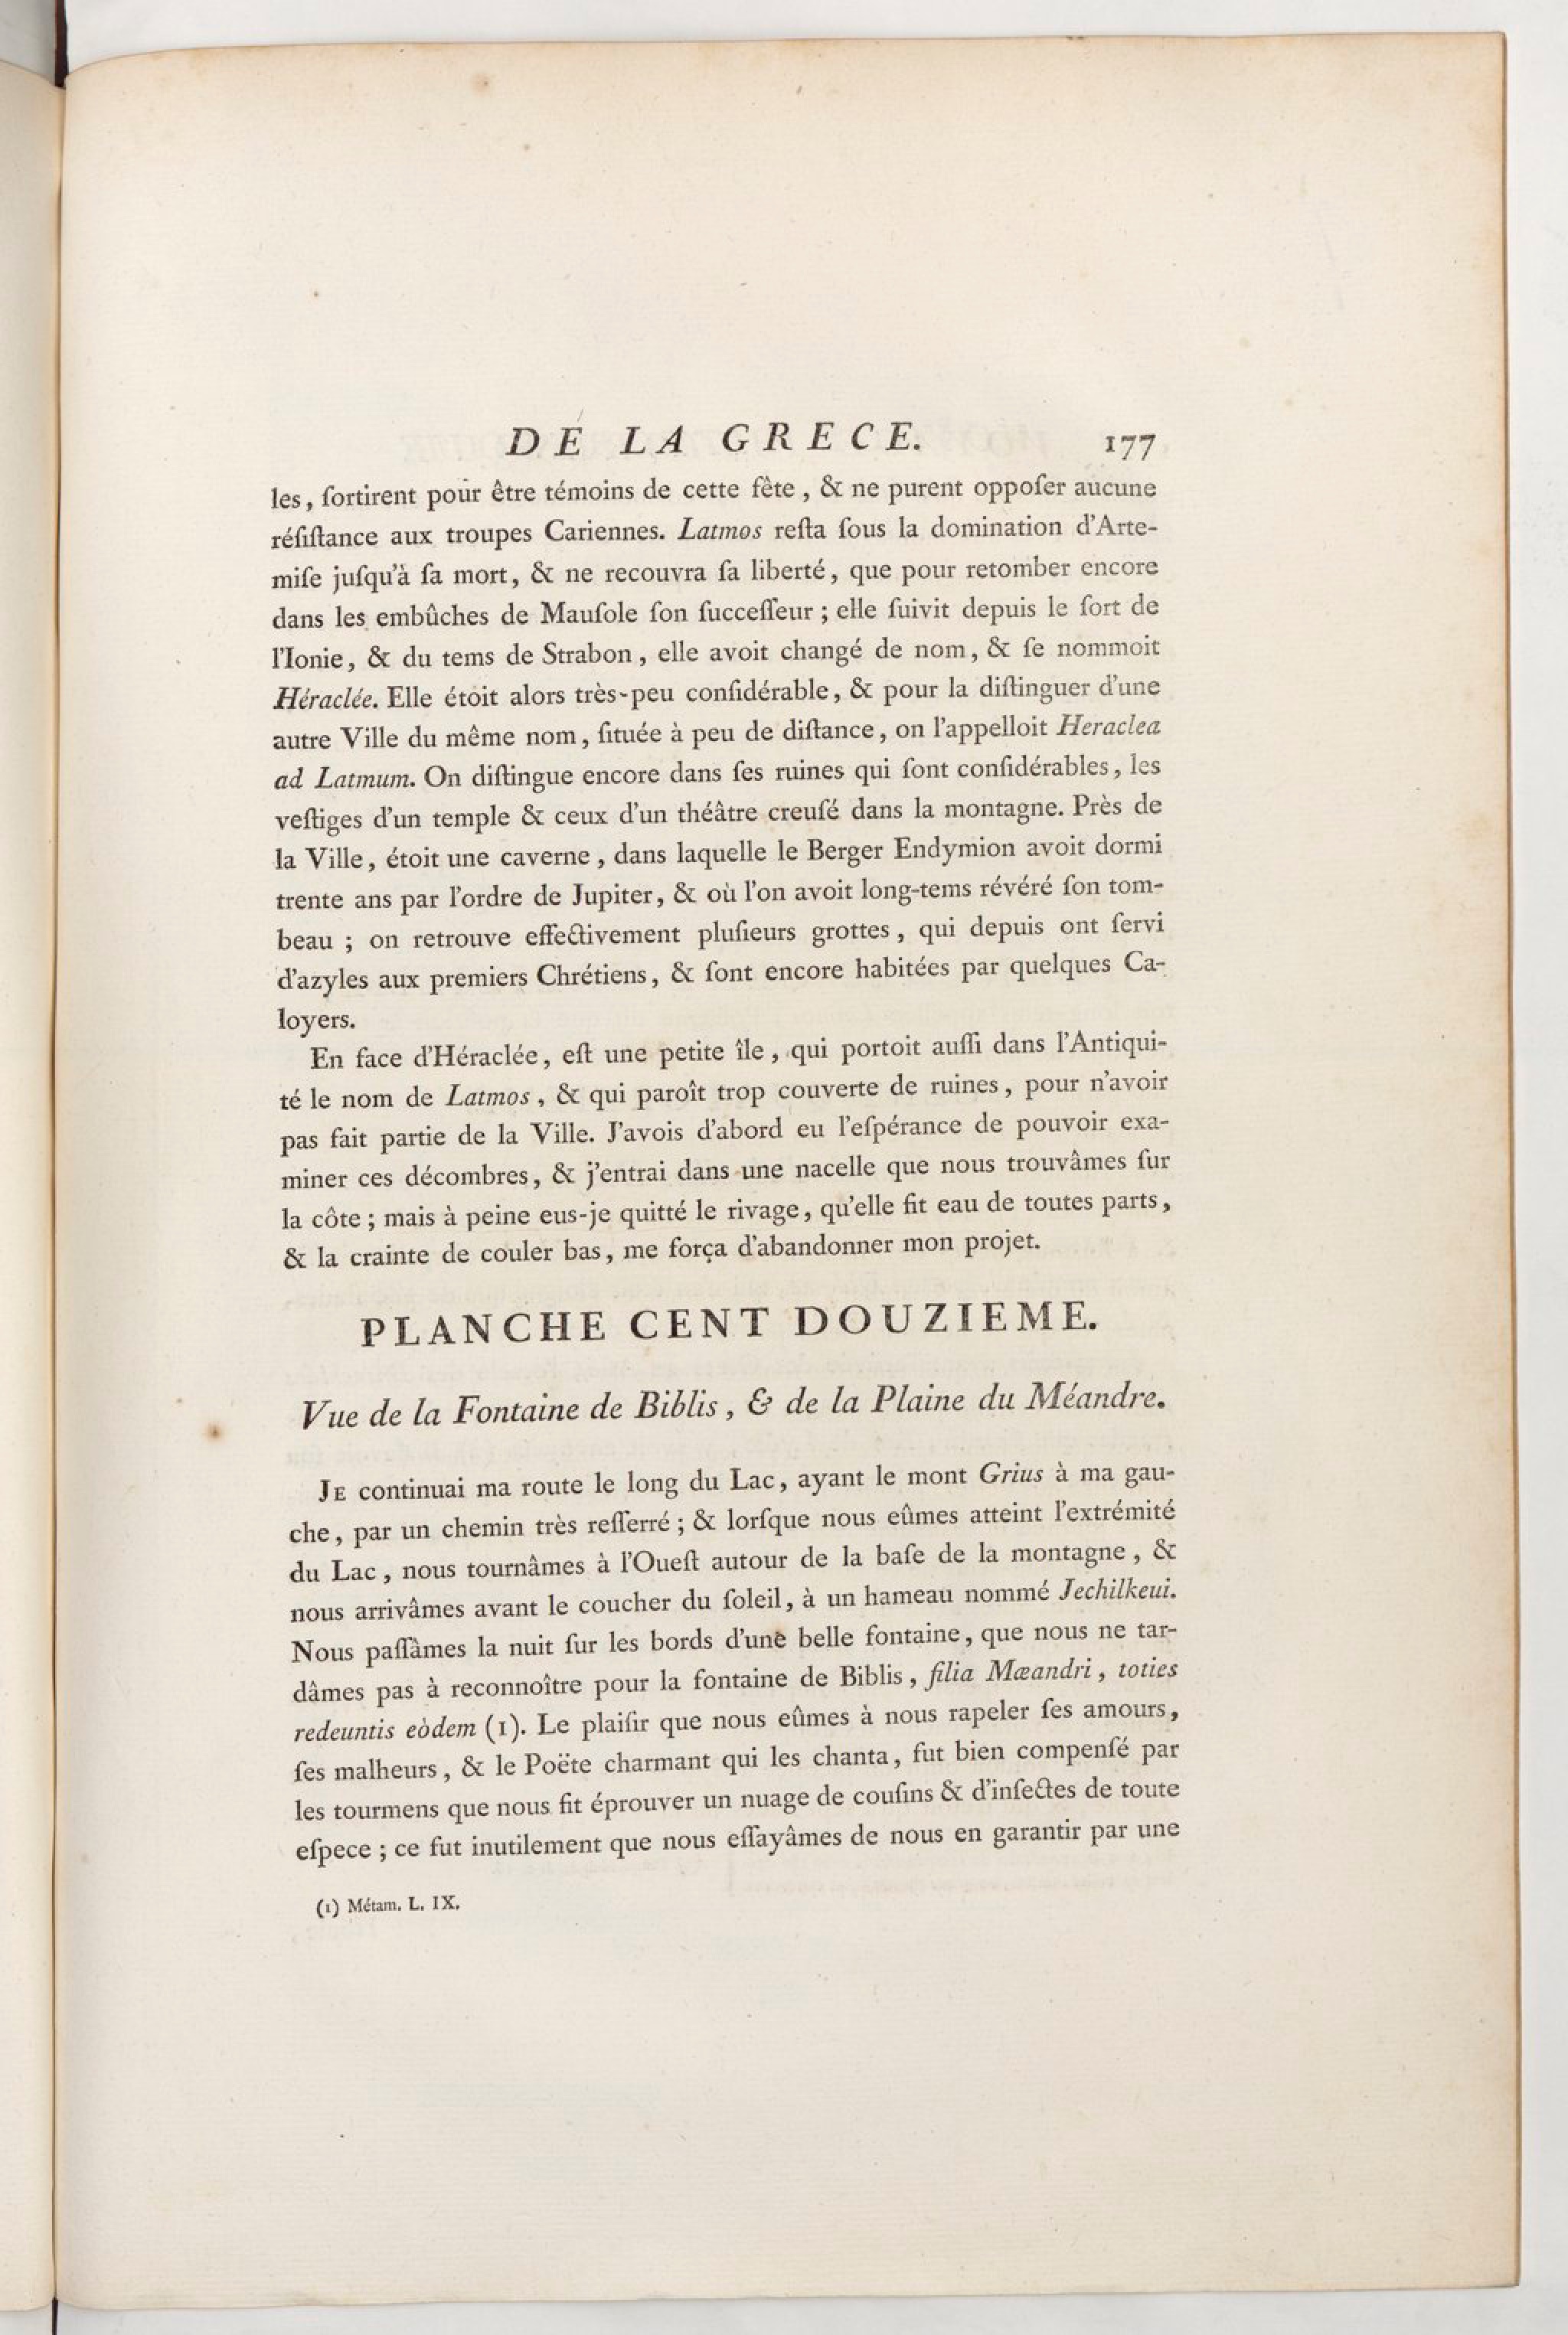 DE LA GRECE. 177
les, ſortirent pour être témoins de cette fête, & ne purent oppoſer aucune
réſiſtance aux troupes Cariennes. Latmos reſta ſous la domination d'Arte-
miſe juſqu'à ſa mort, & ne recouvra ſa liberté, que pour retomber encore
dans les embûches de Mauſole ſon ſucceſſeur ; elle ſuivit depuis le ſort de
l'Ionie, & du tems de Strabon, elle avoit changé de nom, & ſe nommoit
Héraclée. Elle étoit alors très-peu conſidérable, & pour la diſtinguer d'une
autre Ville du même nom, ſituée à peu de diſtance, on l'appelloit Heraclea
ad Latmum. On diſtingue encore dans ſes ruines qui ſont conſidérables, les
veſtiges d'un temple & ceux d'un théâtre creuſé dans la montagne. Près de
la Ville, étoit une caverne, dans laquelle le Berger Endymion avoit dormi
trente ans par l'ordre de Jupiter, & où l'on avoit long-tems révéré ſon tom-
beau ; on retrouve effectivement pluſieurs grottes, qui depuis ont ſervi
d'azyles aux premiers Chrétiens, & ſont encore habitées par quelques Ca-
loyers.
En face d'Héraclée, eſt une petite île, qui portoit auſſi dans l'Antiqui-
té le nom de Latmos, & qui paroît trop couverte de ruines, pour n'avoir
pas fait partie de la Ville. J'avois d'abord eu l'eſpérance de pouvoir exa-
miner ces décombres, & j'entrai dans une nacelle que nous trouvâmes ſur
la côte ; mais à peine eus-je quitté le rivage, qu'elle fit eau de toutes parts,
& la crainte de couler bas, me força d'abandonner mon projet.
PLANCHE CENT DOUZIEME.
Vue de la Fontaine de Biblis, & de la Plaine du Méandre.
JE continuai ma route le long du Lac, ayant le mont Grius à ma gau-
che, par un chemin très reſſerré ; & lorſque nous eûmes atteint l'extrémité
du Lac, nous tournâmes à l'Oueſt autour de la baſe de la montagne, &
nous arrivâmes avant le coucher du ſoleil, à un hameau nommé Jechilkeui.
Nous paſſâmes la nuit ſur les bords d'une belle fontaine, que nous ne tar-
dâmes pas à reconnoître pour la fontaine de Biblis, filia Mæandri, toties
redeuntis eòdem (1). Le plaiſir que nous eûmes à nous rapeler ſes amours,
ſes malheurs, & le Poëte charmant qui les chanta, fut bien compenſé par
les tourmens que nous fit éprouver un nuage de couſins & d'inſectes de toute
eſpece ; ce fut inutilement que nous eſſayâmes de nous en garantir par une
(1) Métam. L. IX.